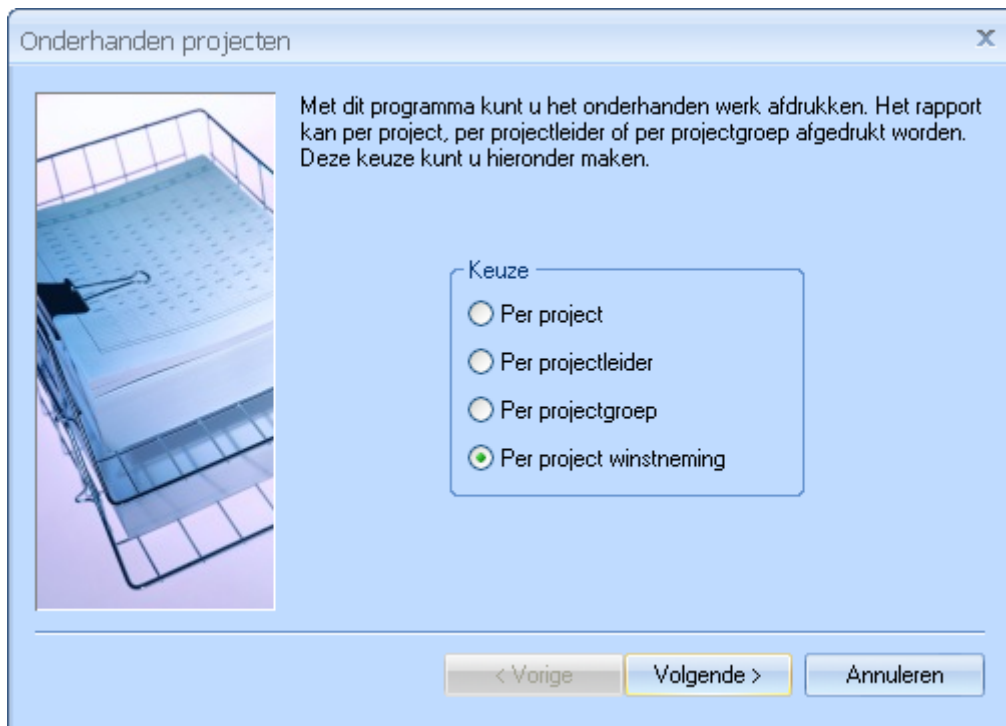 Onderhanden projecten
Met dit programma kunt u het onderhanden werk afdrukken. Het rapport
kan per project, per projectleider of per projectgroep afgedrukt worden.
Deze keuze kunt u hieronder maken.
Keuze
Per project
Per projectleider
Per projectgroep
Per project winstneming
< Vorige
Volgende >
Annuleren